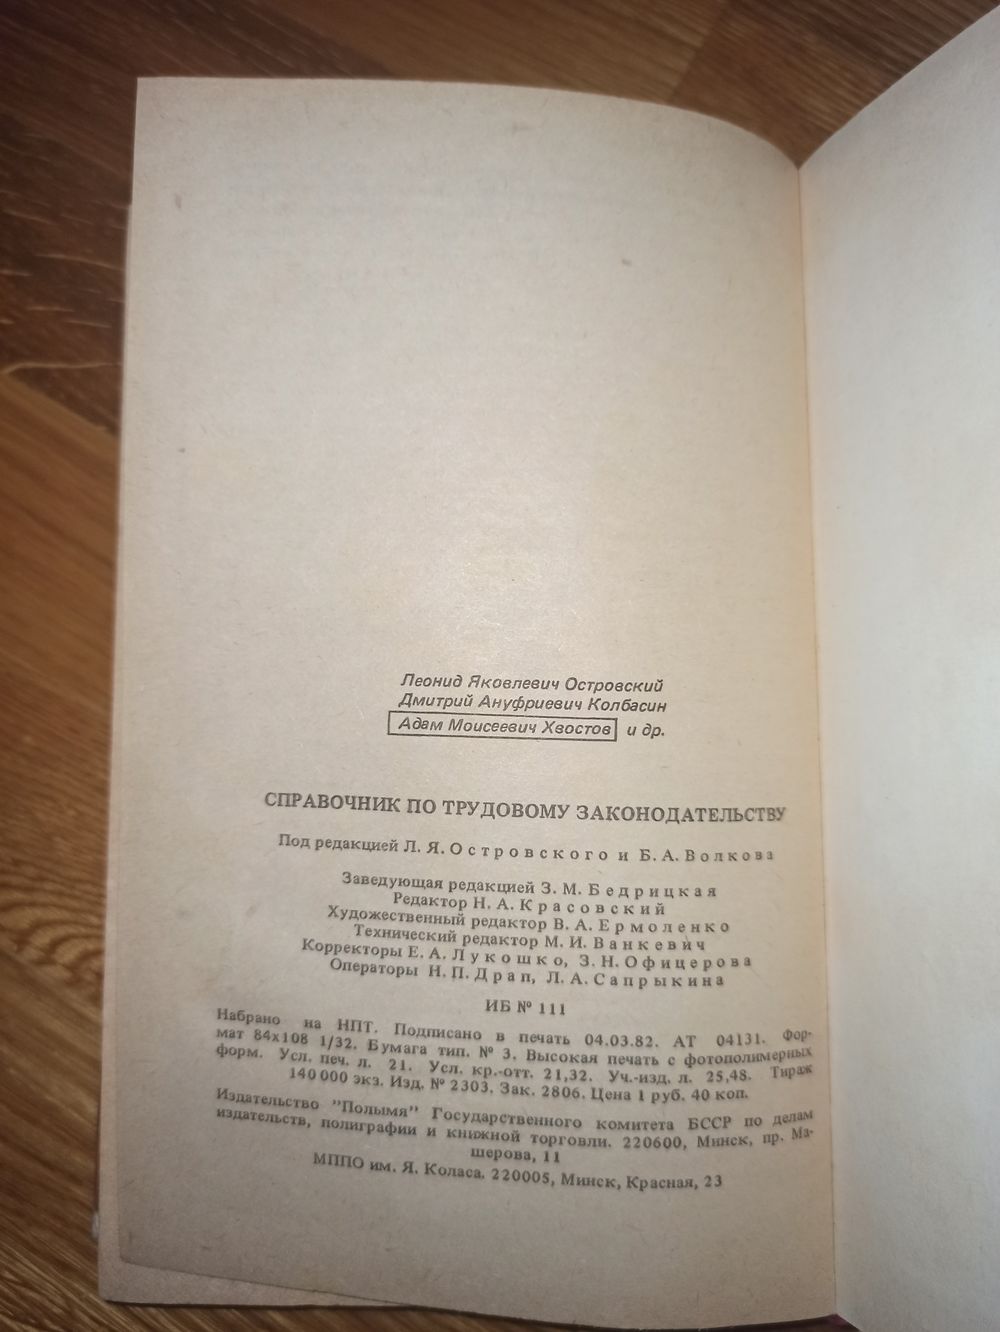 Леонид Яковлевич Островский
Дмитрий Ануфриевич Колбасин
Адам Моисеевич Хвостов и др.
СПРАВОЧНИК ПО ТРУДОВОМУ ЗАКОНОДАТЕЛЬСТВУ
Под редакцией Л. Я. Островского и Б. А. Волкова
Заведующая редакцией З. М. Бедрицкая
Редактор Н. А. Красовский
Художественный редактор В. А. Ермоленко
Технический редактор М. И. Ванкевич
Корректоры Е. А. Лукошко, З. Н. Офицерова
Операторы Н. П. Драп, Л. А. Сапрыкина
ИБ № 111
Набрано на НПТ. Подписано в печать 04.03.82. АТ 04131. Фор-
мат 84x108 1/32. Бумага тип. № 3. Высокая печать с фотополимерных
форм. Усл. печ. л. 21. Усл. кр.-отт. 21,32. Уч.-изд. л. 25,48. Тираж
140 000 экз. Изд. № 2303. Зак. 2806. Цена 1 руб. 40 коп.
Издательство "Полымя" Государственного комитета БССР по делам
издательств, полиграфии и книжной торговли. 220600, Минск, пр. Ма-
шерова, 11
МППО им. Я. Коласа. 220005, Минск, Красная, 23